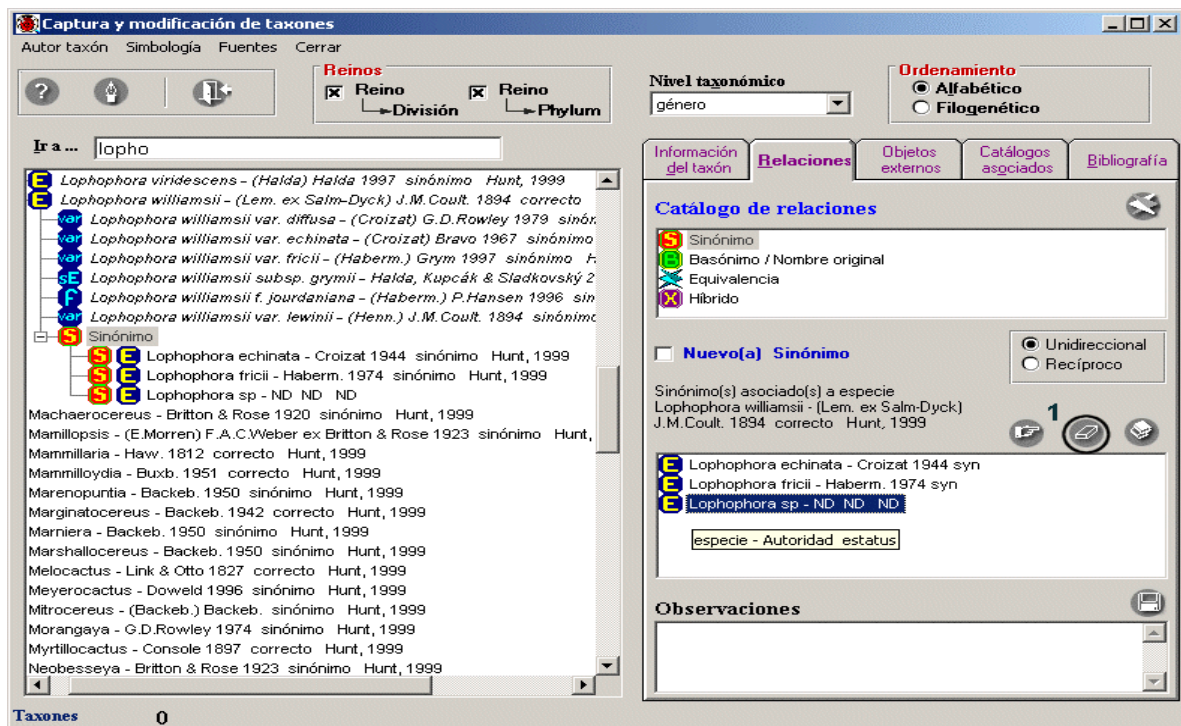 Captura y modificación de taxones
Autor taxón Simbología Fuentes Cerrar
Reinos
Reino
División
Reino
Phylum
Nivel taxonómico
género
Ordenamiento
Alfabético
Filogenético
Ir a ... lopho
E Lophophora viridescens - (Halda) Halda 1997 sinónimo Hunt, 1999
E Lophophora williamsii - (Lem. ex Salm-Dyck) J.M.Coult. 1894 correcto
var Lophophora williamsii var. diffusa - (Croizat) G.D.Rowley 1979 sinór
var Lophophora williamsii var. echinata - (Croizat) Bravo 1967 sinónimo
var Lophophora williamsii var. fricii - (Haberm.) Grym 1997 sinónimo H
sE Lophophora williamsii subsp. grymii - Halda, Kupcák & Sladkovský 2
f Lophophora williamsii f. jourdaniana - (Haberm.) P.Hansen 1996 sin
var Lophophora williamsii var. lewinii - (Henn.) J.M.Coult. 1894 sinónimo
S Sinónimo
S E Lophophora echinata - Croizat 1944 sinónimo Hunt, 1999
S E Lophophora fricii - Haberm. 1974 sinónimo Hunt, 1999
S E Lophophora sp - ND ND ND
Machaerocereus - Britton & Rose 1920 sinónimo Hunt, 1999
Mamillopsis - (E.Morren) F.A.C.Weber ex Britton & Rose 1923 sinónimo Hunt,
Mammillaria - Haw. 1812 correcto Hunt, 1999
Mammilloydia - Buxb. 1951 correcto Hunt, 1999
Marenopuntia - Backeb. 1950 sinónimo Hunt, 1999
Marginatocereus - Backeb. 1942 correcto Hunt, 1999
Marniera - Backeb. 1950 sinónimo Hunt, 1999
Marshallocereus - Backeb. 1950 sinónimo Hunt, 1999
Melocactus - Link & Otto 1827 correcto Hunt, 1999
Meyerocactus - Doweld 1996 sinónimo Hunt, 1999
Mitrocereus - (Backeb.) Backeb. sinónimo Hunt, 1999
Morangaya - G.D.Rowley 1974 sinónimo Hunt, 1999
Myrtillocactus - Console 1897 correcto Hunt, 1999
Neobesseya - Britton & Rose 1923 sinónimo Hunt, 1999
Taxones 0
Información del taxón
Relaciones
Objetos externos
Catálogos asociados
Bibliografía
Catálogo de relaciones
S Sinónimo
B Basónimo / Nombre original
Equivalencia
X Híbrido
Nuevo(a) Sinónimo
Unidireccional
Recíproco
Sinónimo(s) asociado(s) a especie
Lophophora williamsii - (Lem. ex Salm-Dyck)
J.M.Coult. 1894 correcto Hunt, 1999
1
E Lophophora echinata - Croizat 1944 syn
E Lophophora fricii - Haberm. 1974 syn
E Lophophora sp - ND ND ND
especie - Autoridad estatus
Observaciones